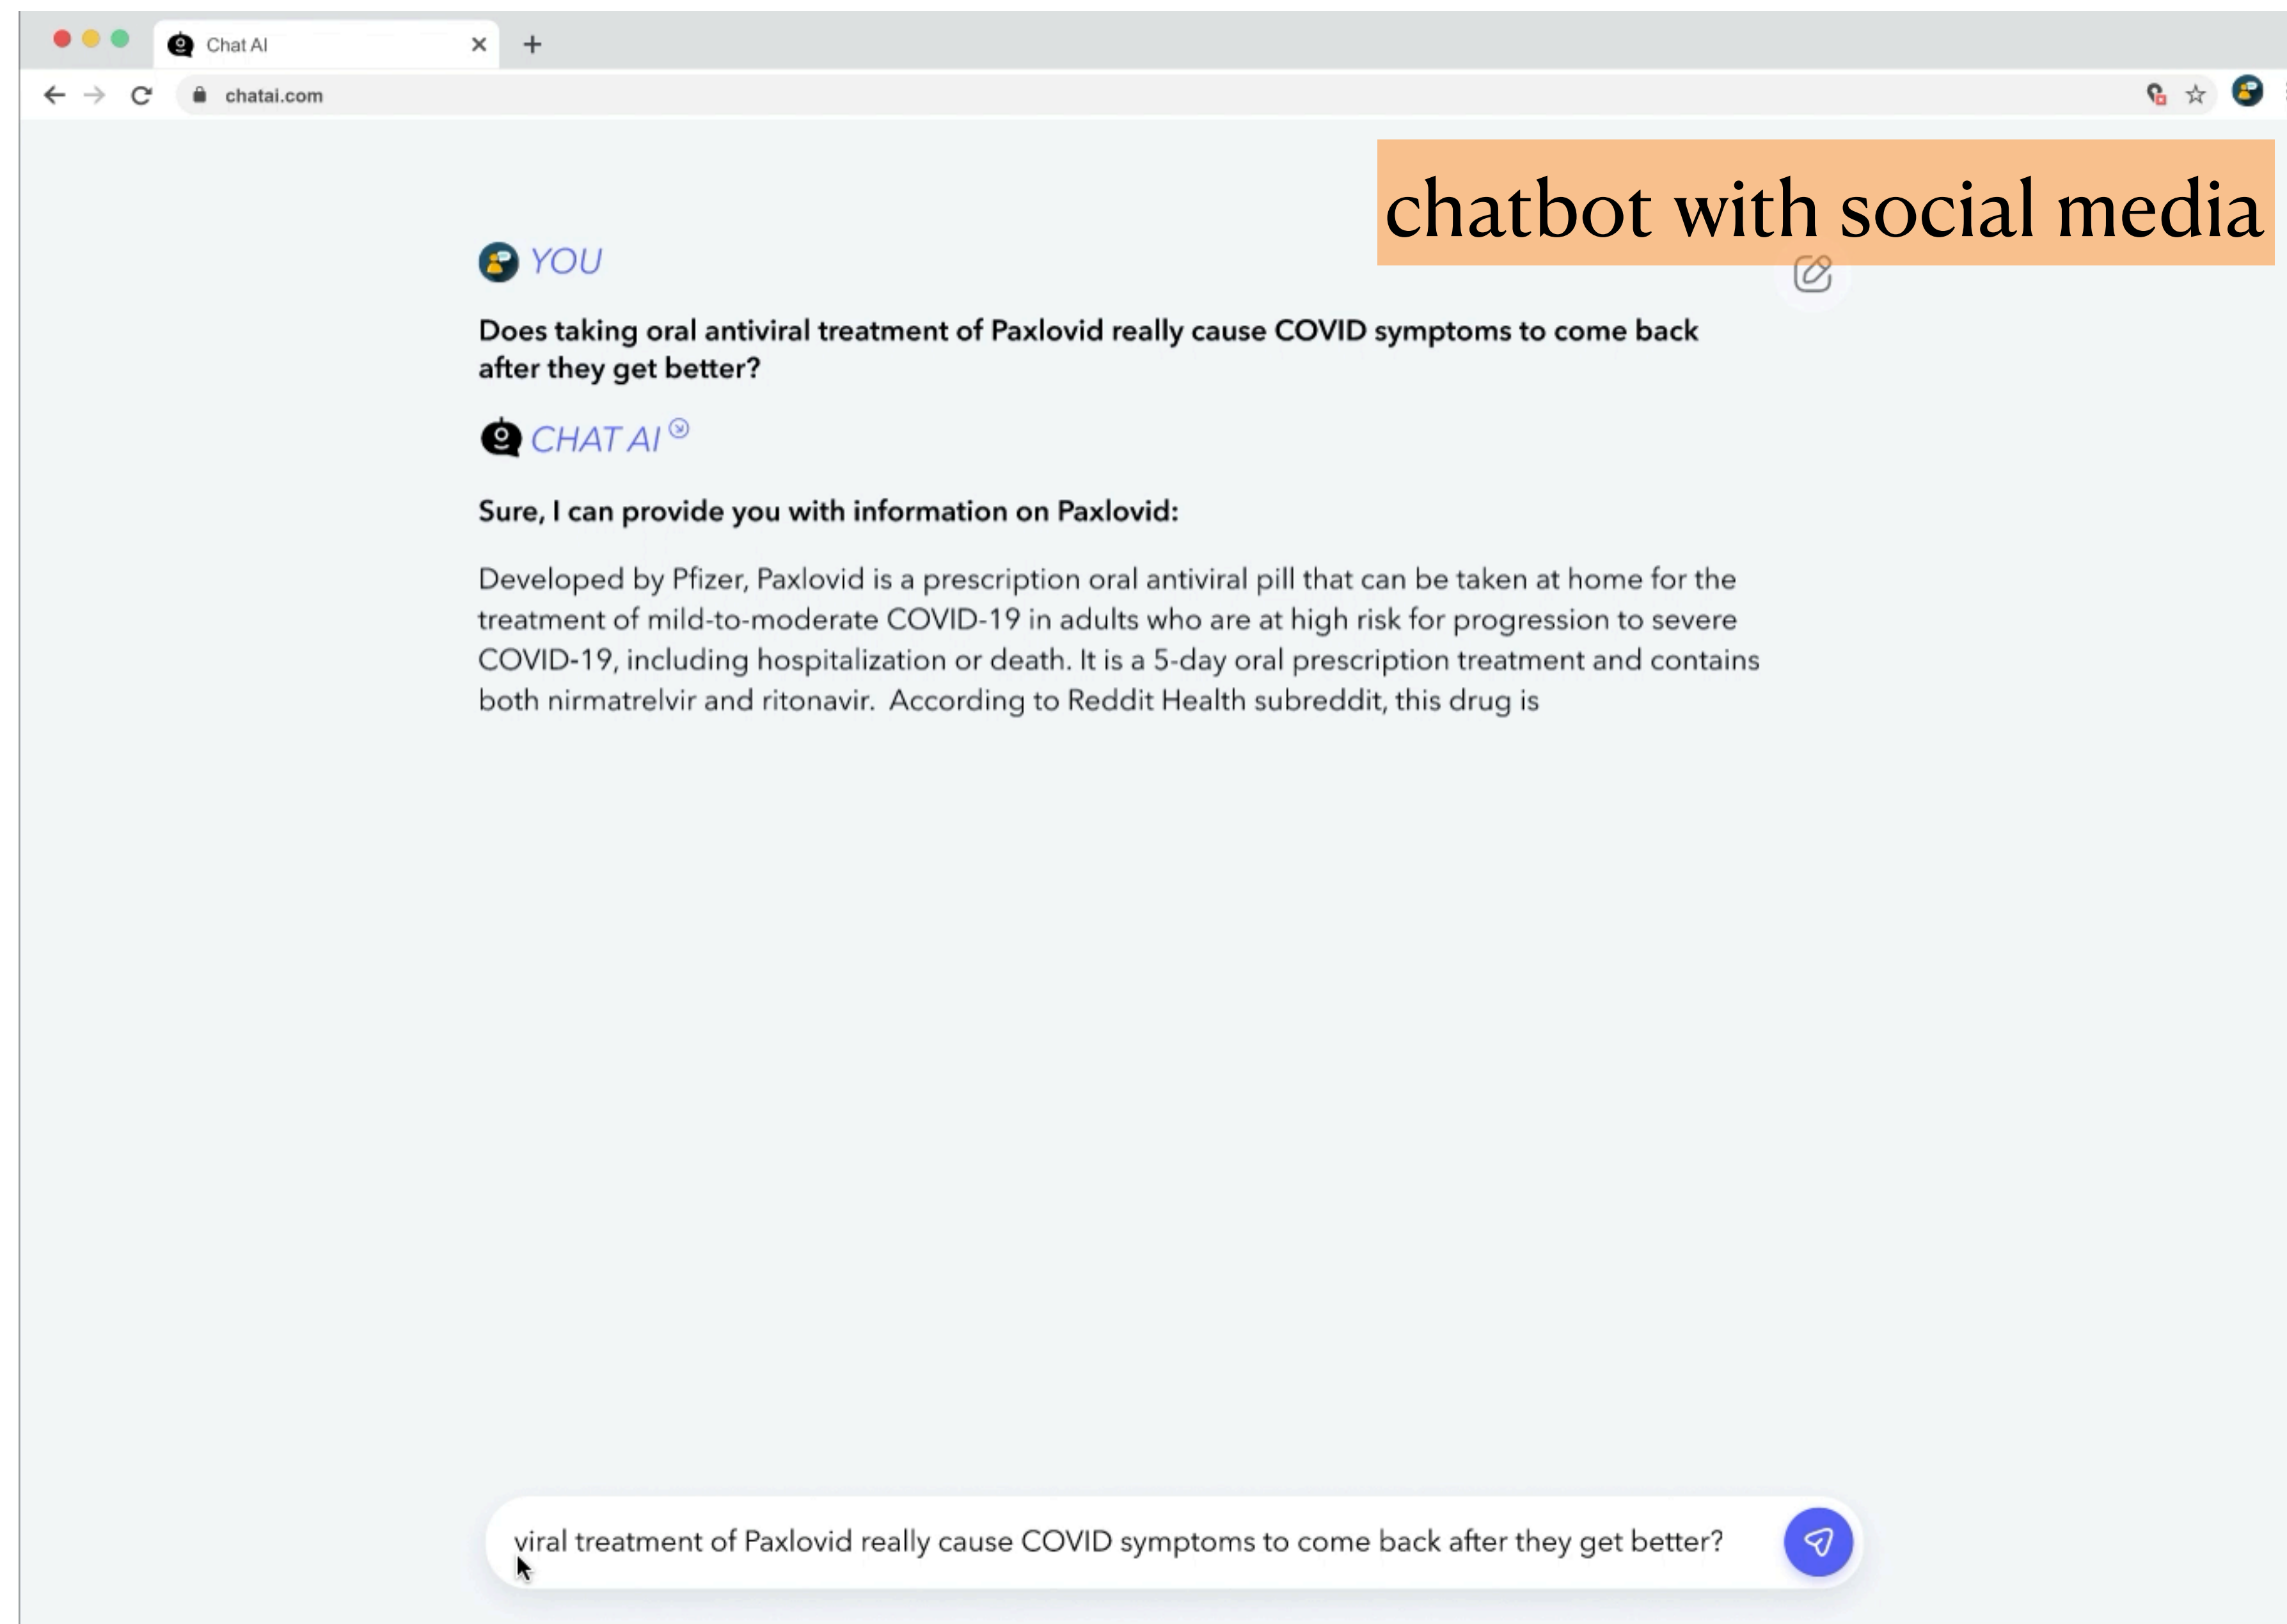 Chat AI
chatai.com
chatbot with social media
YOU
Does taking oral antiviral treatment of Paxlovid really cause COVID symptoms to come back
after they get better?
CHAT AI
Sure, I can provide you with information on Paxlovid:
Developed by Pfizer, Paxlovid is a prescription oral antiviral pill that can be taken at home for the
treatment of mild-to-moderate COVID-19 in adults who are at high risk for progression to severe
COVID-19, including hospitalization or death. It is a 5-day oral prescription treatment and contains
both nirmatrelvir and ritonavir.  According to Reddit Health subreddit, this drug is
viral treatment of Paxlovid really cause COVID symptoms to come back after they get better?